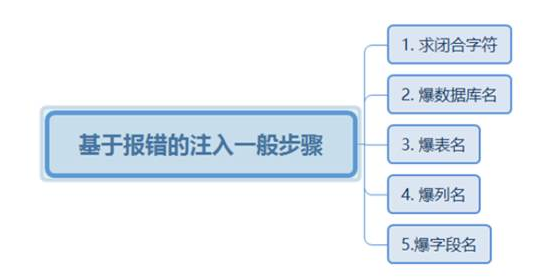 基于报错的注入一般步骤
1. 求闭合字符
2. 爆数据库名
3. 爆表名
4. 爆列名
5.爆字段名